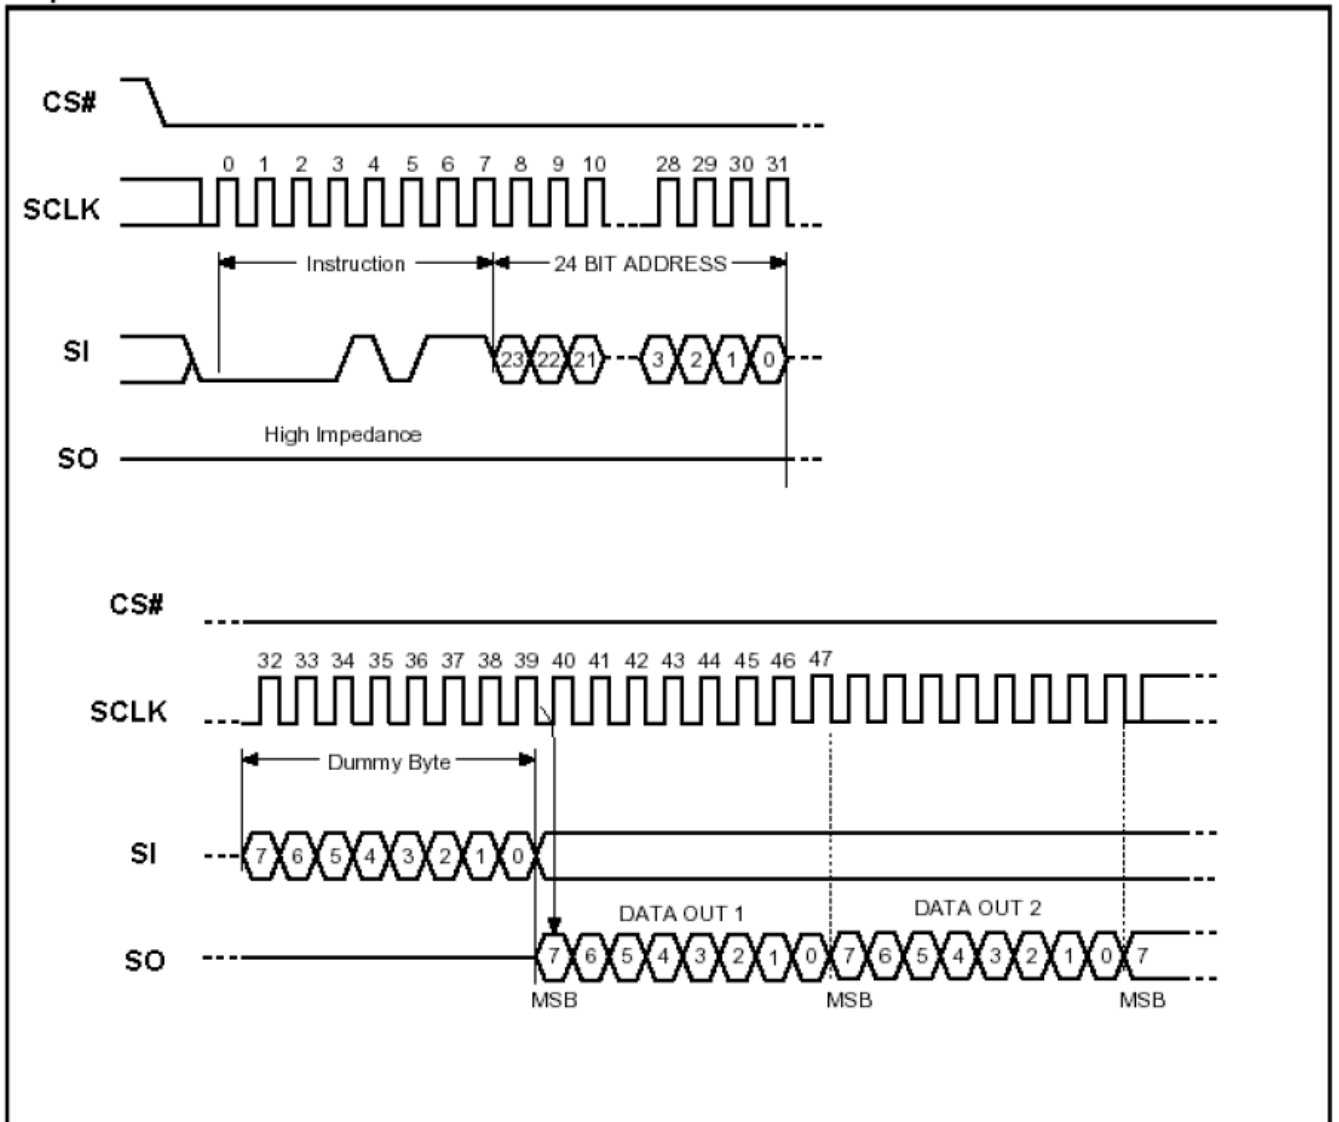 CS#
0 1 2 3 4 5 6 7 8 9 10 28 29 30 31
SCLK
Instruction 24 BIT ADDRESS
SI 23 22 21 3 2 1 0
High Impedance
SO
CS#
32 33 34 35 36 37 38 39 40 41 42 43 44 45 46 47
SCLK
Dummy Byte
SI 7 6 5 4 3 2 1 0
DATA OUT 1 DATA OUT 2
SO 7 6 5 4 3 2 1 0 7 6 5 4 3 2 1 0 7
MSB MSB MSB